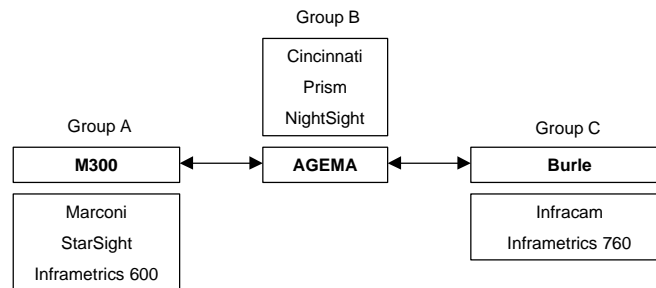 Group B
Cincinnati
Prism
NightSight
Group A
M300
Marconi
StarSight
Inframetrics 600
AGEMA
Group C
Burle
Infracam
Inframetrics 760